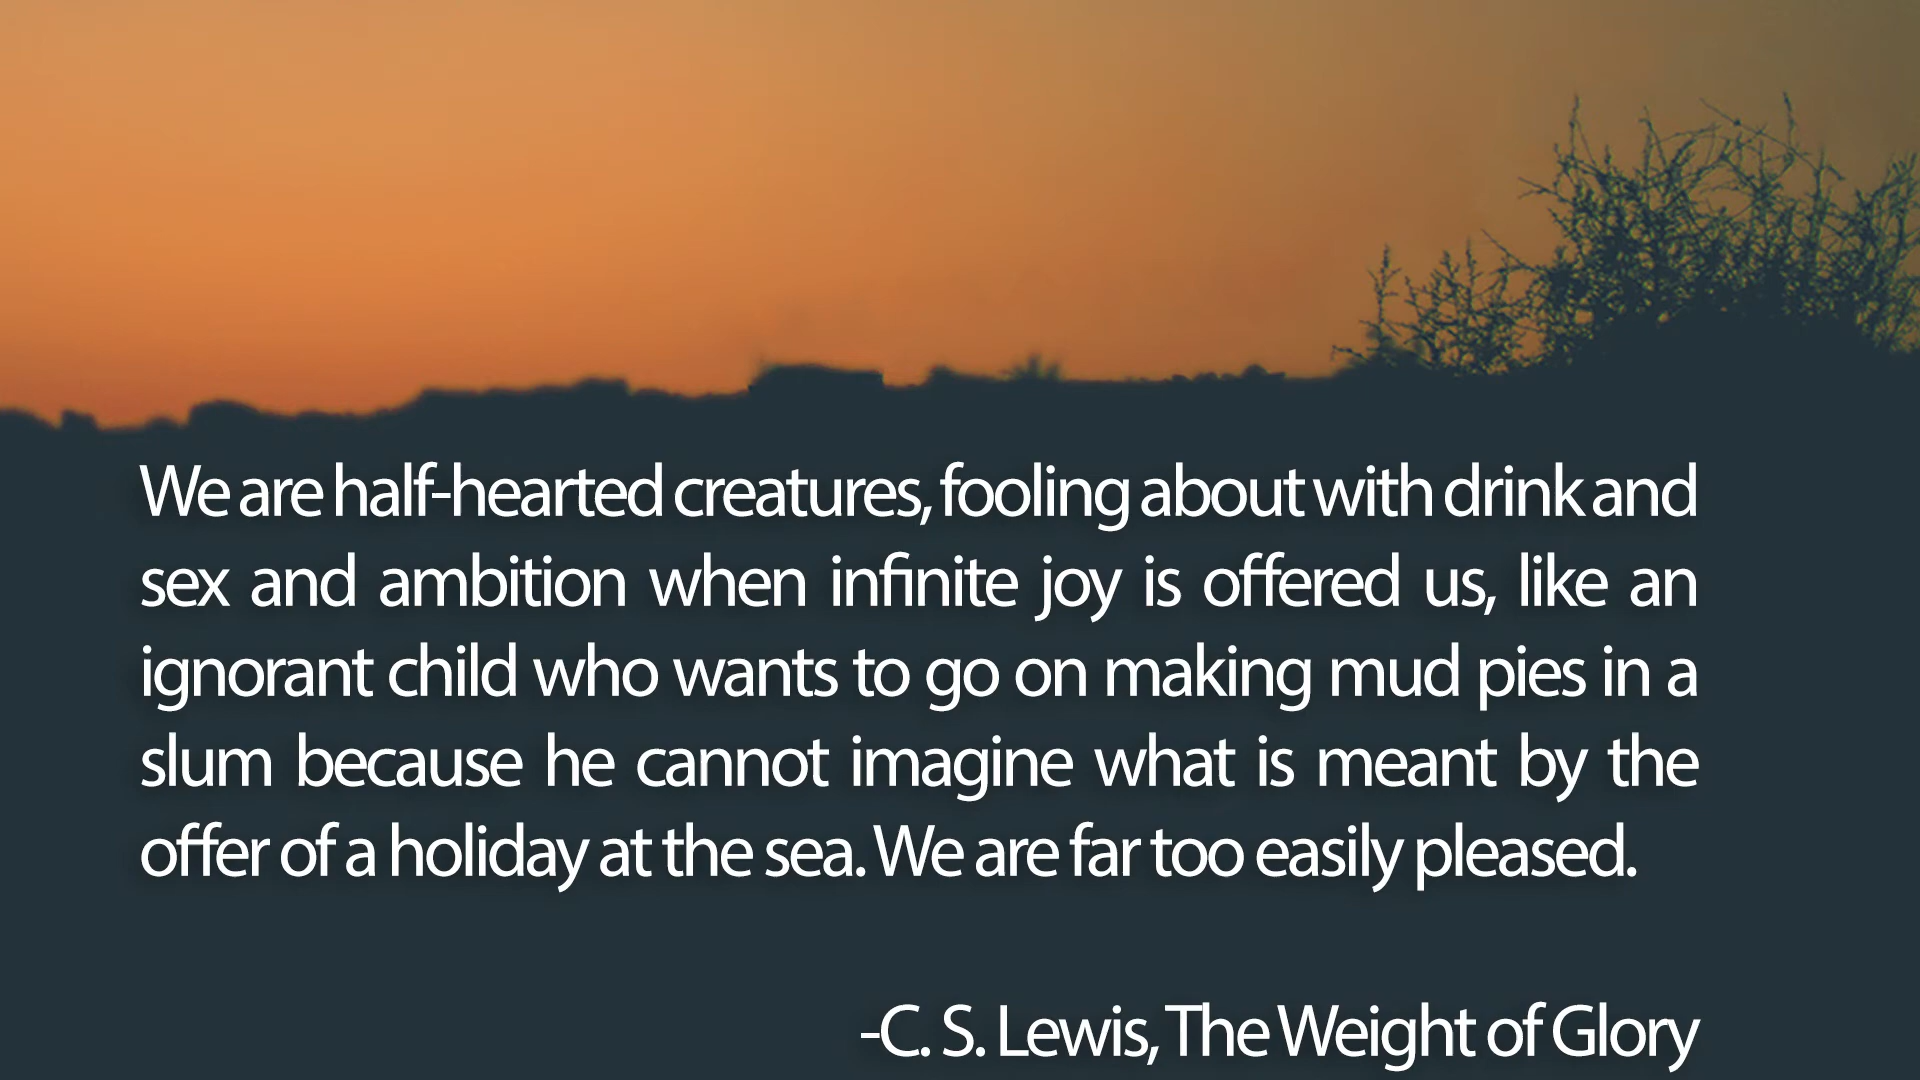 We are half-hearted creatures, fooling about with drink and
sex and ambition when infinite joy is offered us, like an
ignorant child who wants to go on making mud pies in a
slum because he cannot imagine what is meant by the
offer of a holiday at the sea. We are far too easily pleased.
-C. S. Lewis, The Weight of Glory